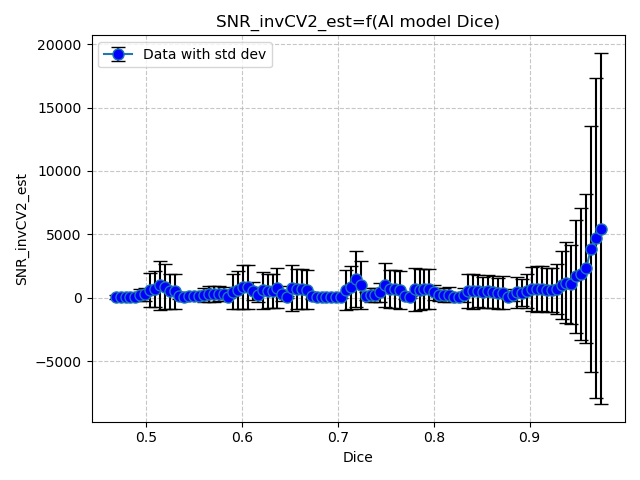 SNR_invCV2_est=f(AI model Dice)
Data with std dev
20000
15000
10000
5000
0
−5000
SNR_invCV2_est
0.5 0.6 0.7 0.8 0.9
Dice